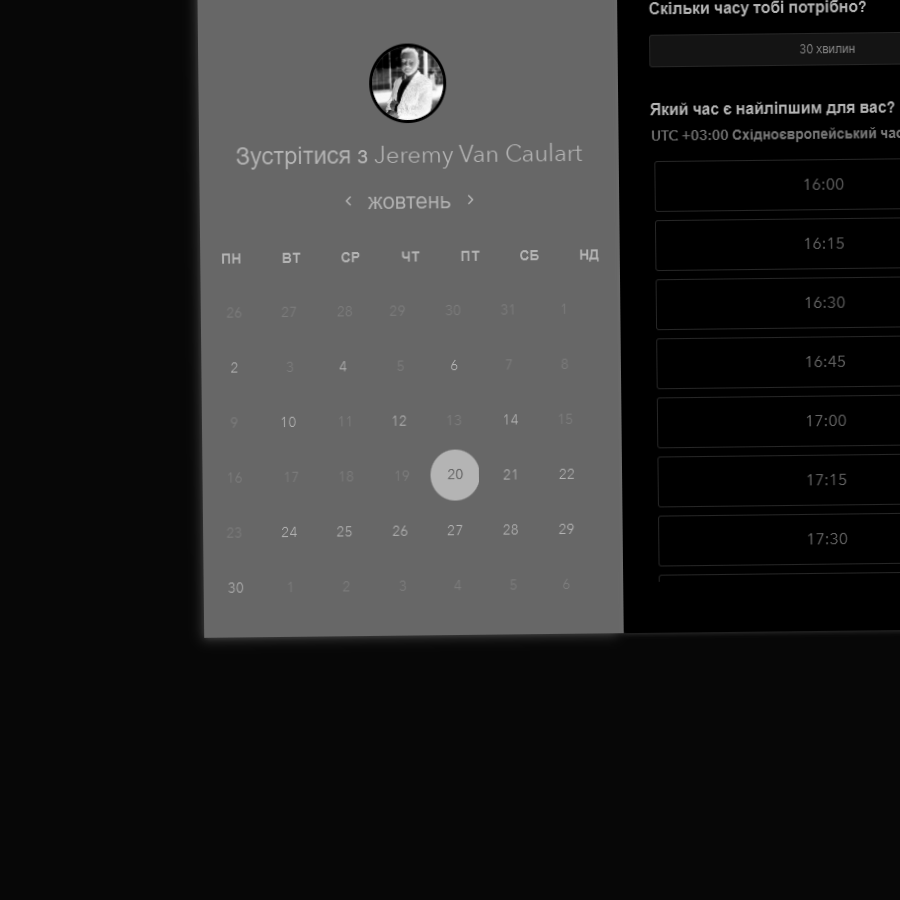 Зустрітися з Jeremy Van Caulart
‹ жовтень ›
ПН ВТ СР ЧТ ПТ СБ НД
26 27 28 29 30 31 1
2 3 4 5 6 7 8
9 10 11 12 13 14 15
16 17 18 19 20 21 22
23 24 25 26 27 28 29
30 1 2 3 4 5 6
Скільки часу тобі потрібно?
30 хвилин
Який час є найліпшим для вас?
UTC +03:00 Східноєвропейський
16:00
16:15
16:30
16:45
17:00
17:15
17:30